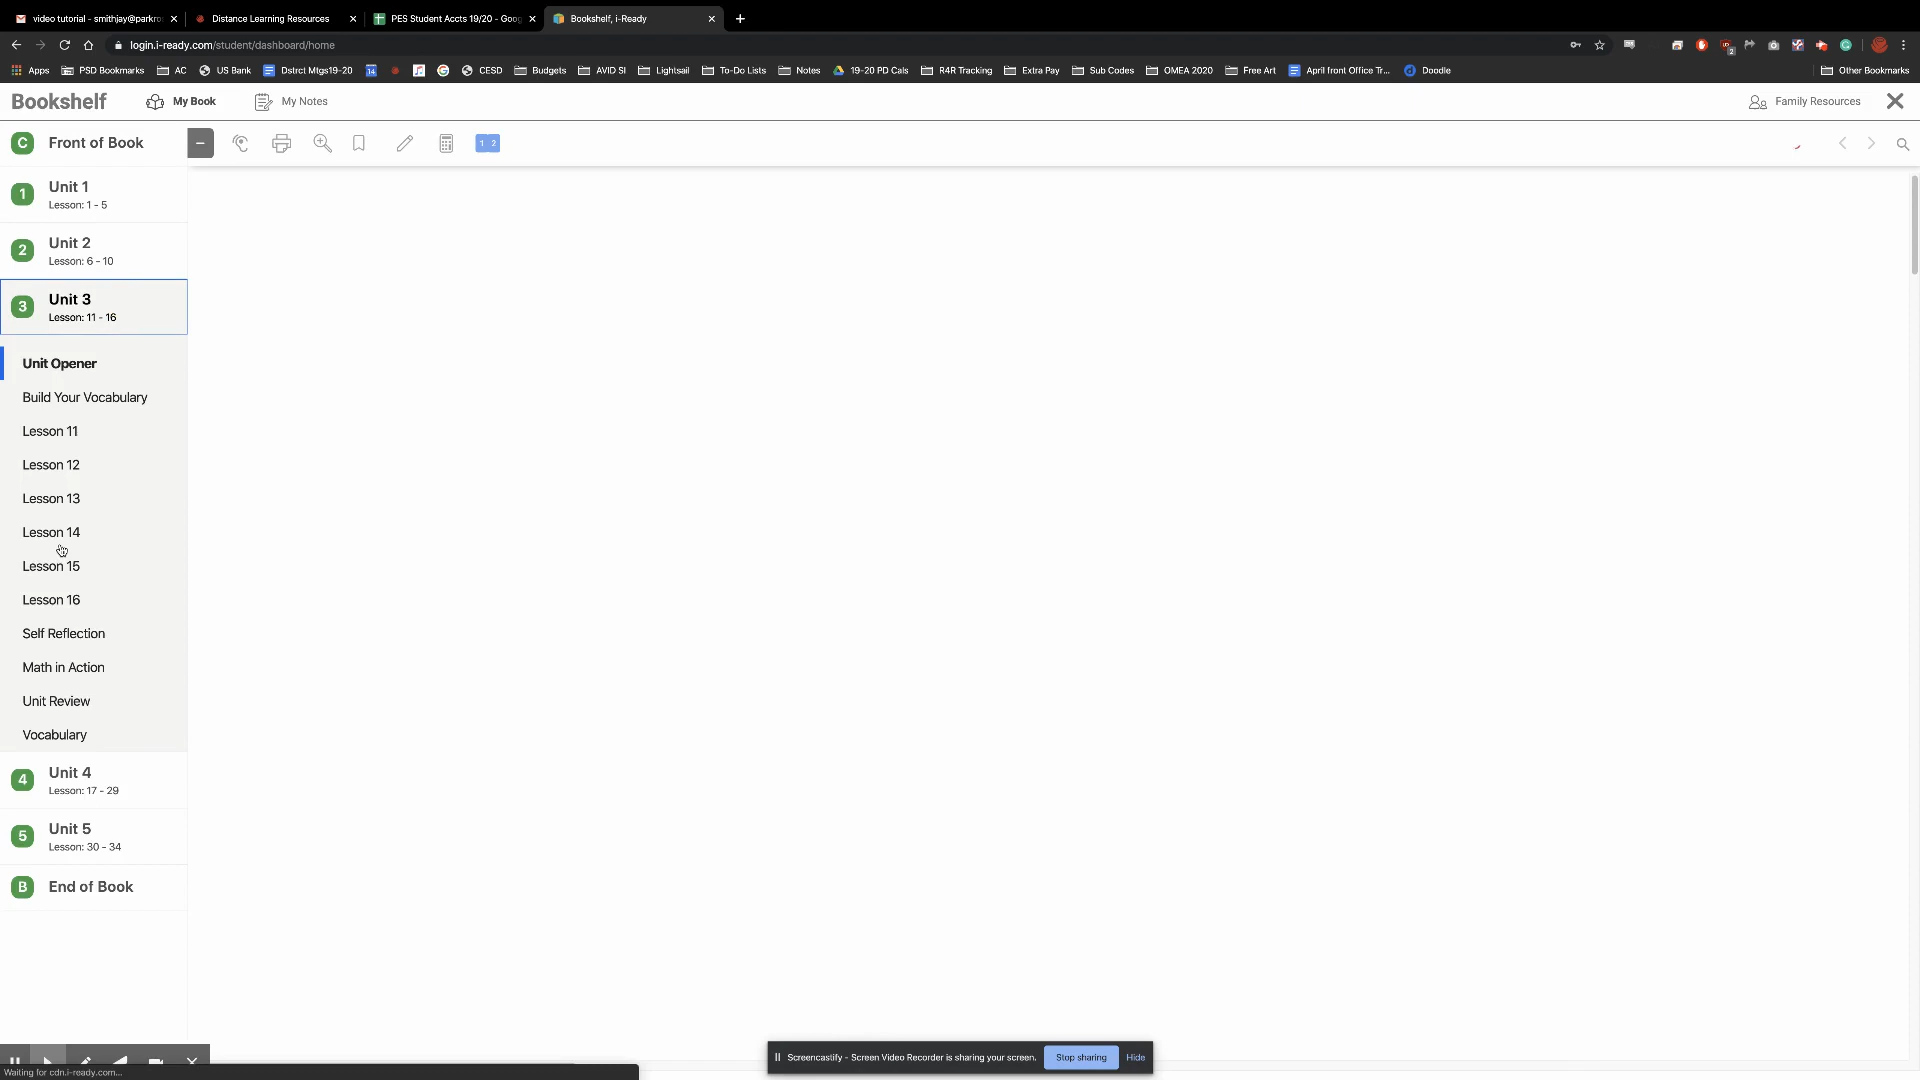 video tutorial - smithjay@parkro
Distance Learning Resources
PES Student Accts 19/20 - Goog
Bookshelf, i-Ready
login.i-ready.com/student/dashboard/home
Apps PSD Bookmarks AC US Bank Dstrct Mtgs19-20 14 CESD Budgets AVID SI Lightsail To-Do Lists Notes 19-20 PD Cals R4R Tracking Extra Pay Sub Codes OMEA 2020 Free Art April front Office Tr... Doodle Other Bookmarks
Bookshelf My Book My Notes Family Resources
C Front of Book
1 2
1 Unit 1
Lesson: 1 - 5
2 Unit 2
Lesson: 6 - 10
3 Unit 3
Lesson: 11 - 16
Unit Opener
Build Your Vocabulary
Lesson 11
Lesson 12
Lesson 13
Lesson 14
Lesson 15
Lesson 16
Self Reflection
Math in Action
Unit Review
Vocabulary
4 Unit 4
Lesson: 17 - 29
5 Unit 5
Lesson: 30 - 34
B End of Book
Screencastify - Screen Video Recorder is sharing your screen. Stop sharing Hide
Waiting for cdn.i-ready.com...